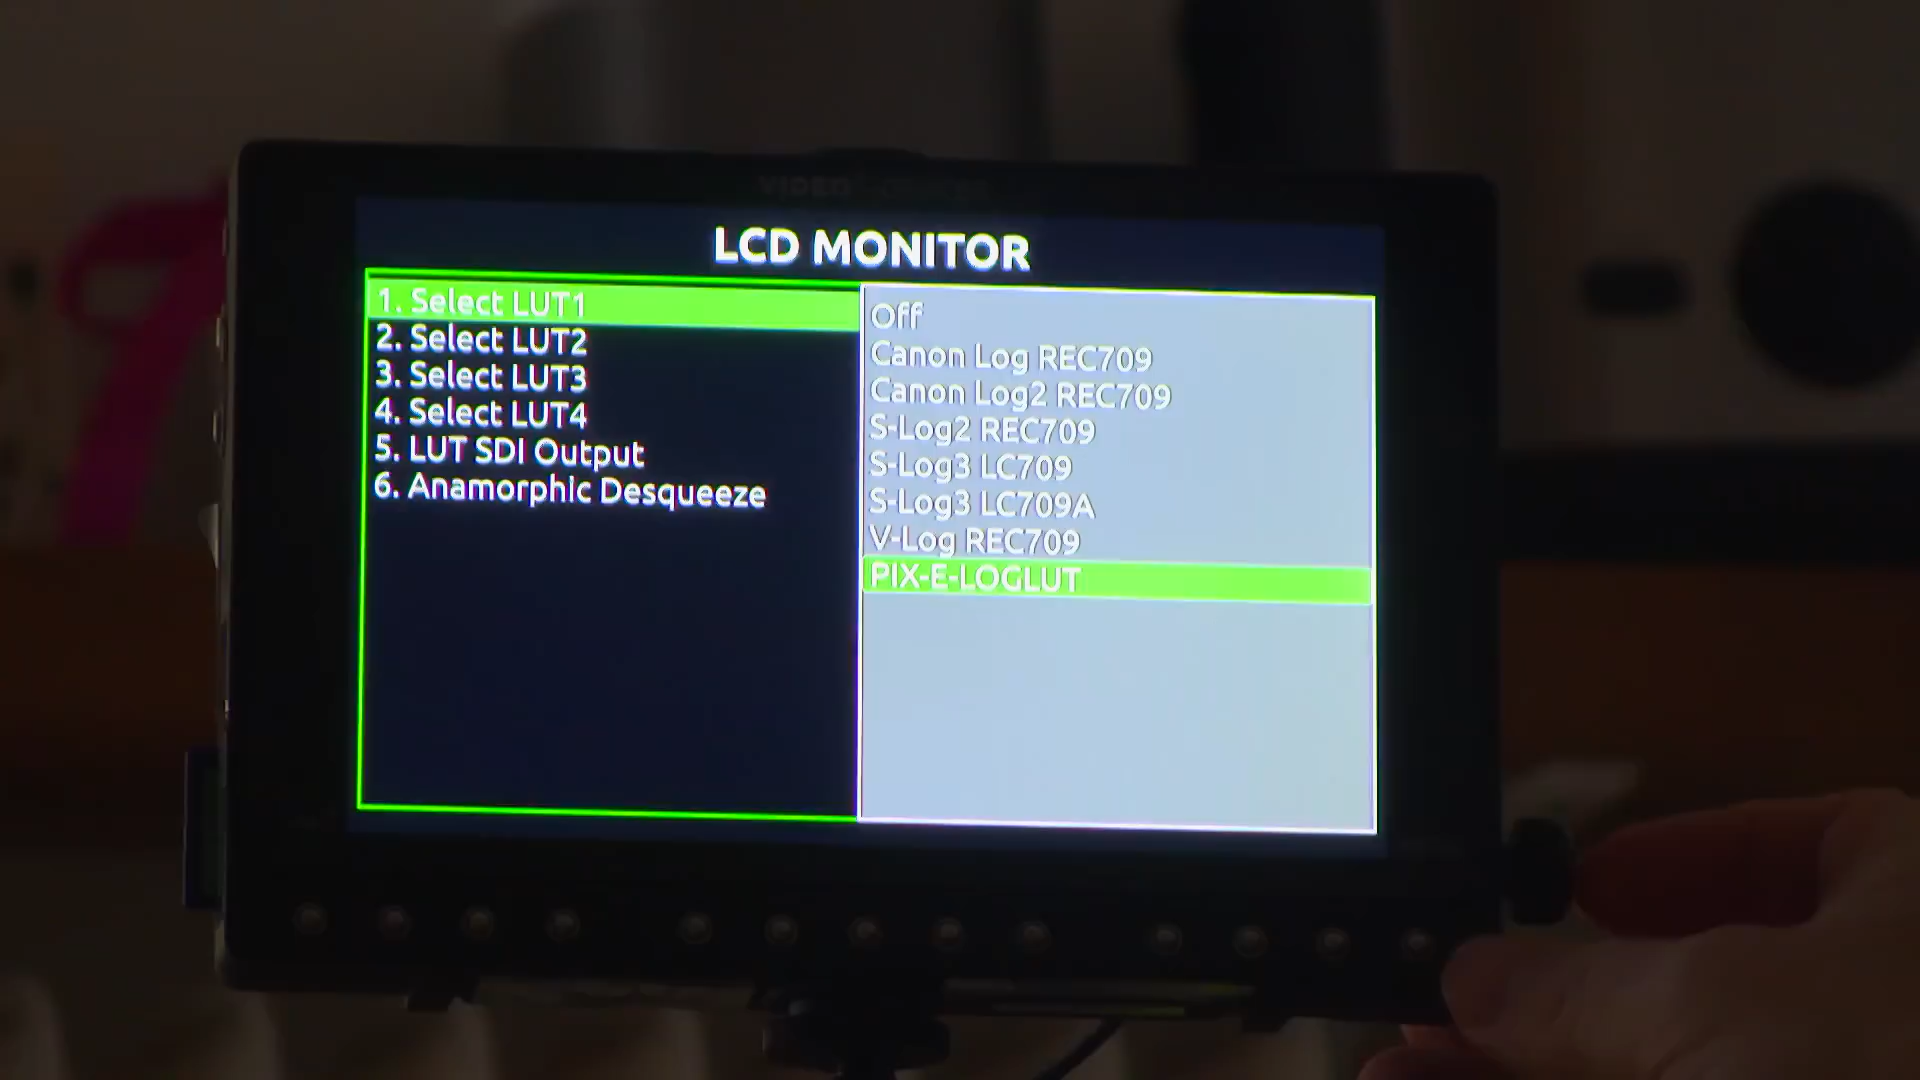 VIDEO
LCD MONITOR
1. Select LUT1
2. Select LUT2
3. Select LUT3
4. Select LUT4
5. LUT SDI Output
6. Anamorphic Desqueeze
Off
Canon Log REC709
Canon Log2 REC709
S-Log2 REC709
S-Log3 LC709
S-Log3 LC709A
V-Log REC709
PIX-E-LOGLUT